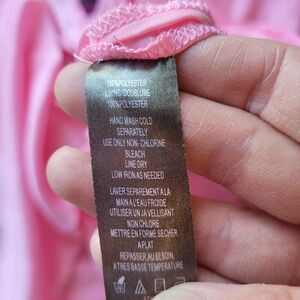 100%POLYESTER
LINING/DOUBLURE
100%POLYESTER
HAND WASH COLD
SEPARATELY
USE ONLY NON-CHLORINE
BLEACH
LINE DRY
LOW IRON AS NEEDED
LAVER SEPAREMENT A LA
MAIN A L'EAU FROIDE
UTILISER UN JAVELLISANT
NON CHLORE
METTRE EN FORME SÉCHER
A PLAT
REPASSER AU BESOIN,
A TRES BASSE TEMPERATURE